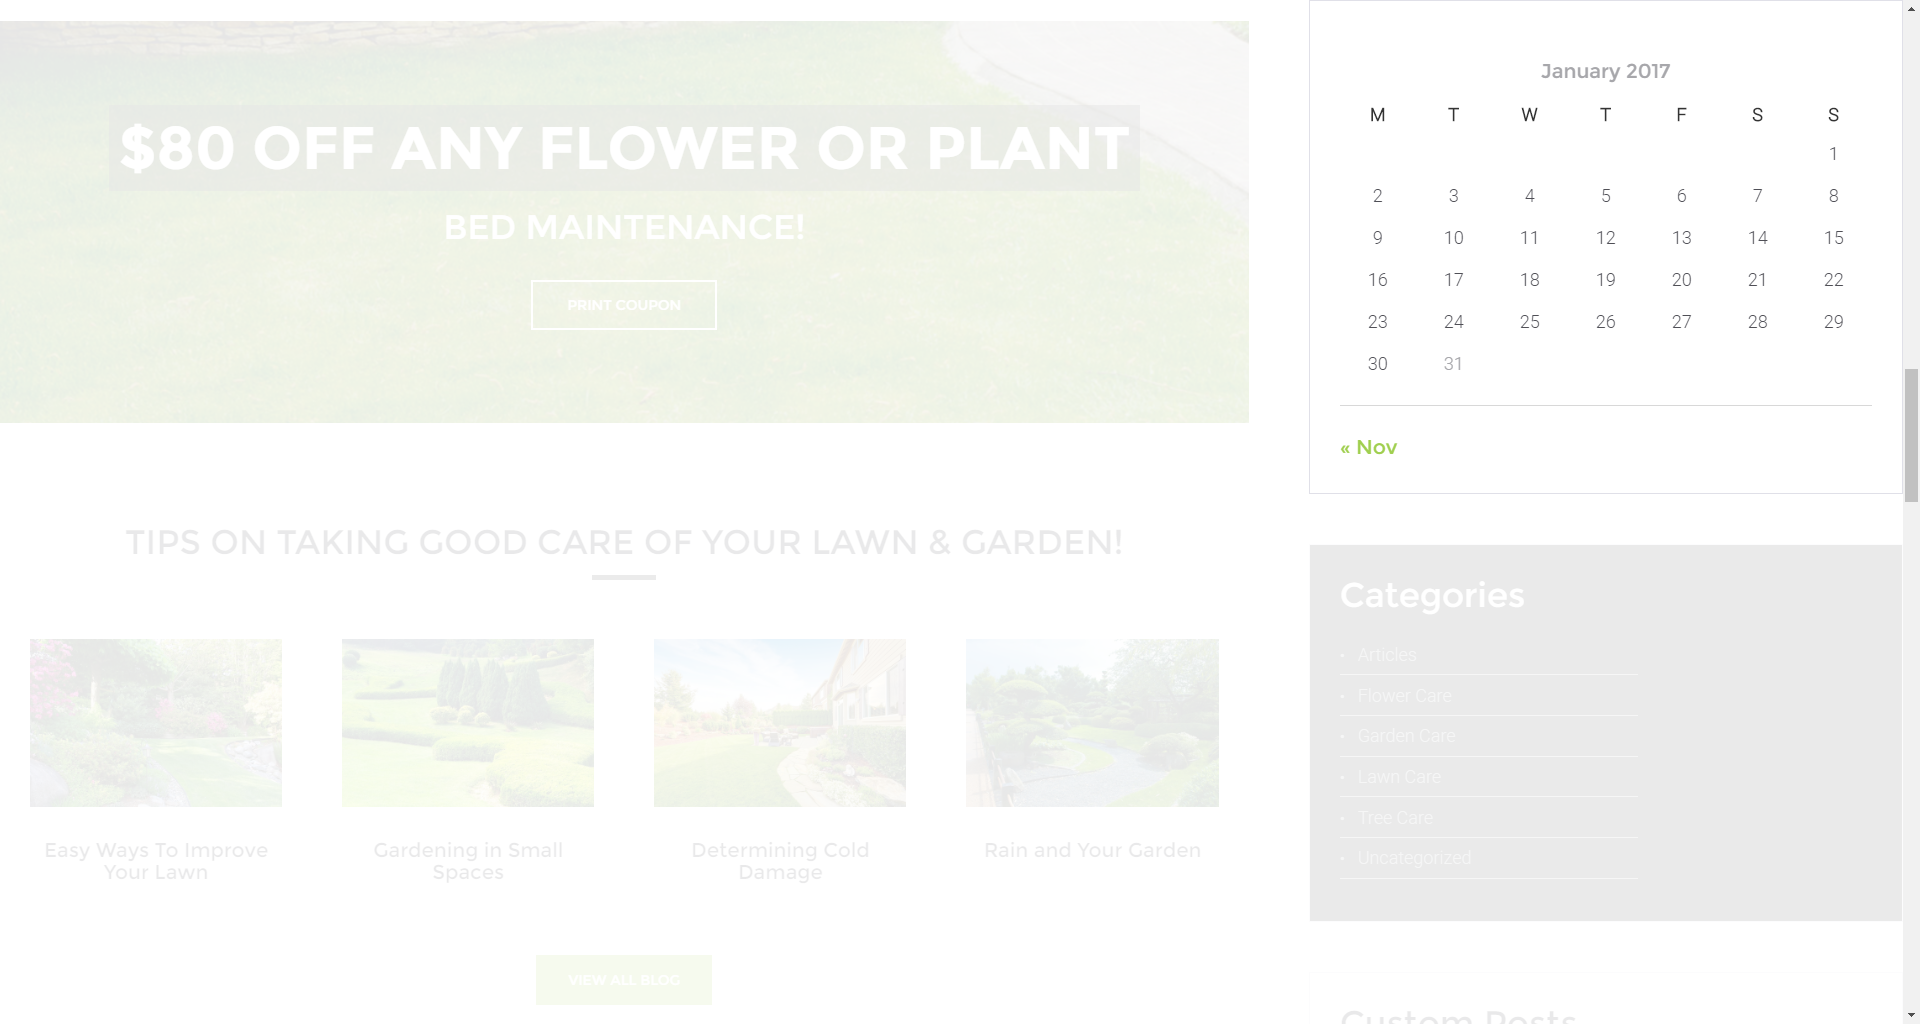 $80 OFF ANY FLOWER OR PLANT
BED MAINTENANCE!
PRINT COUPON
TIPS ON TAKING GOOD CARE OF YOUR LAWN & GARDEN!
Easy Ways To Improve
Your Lawn
Gardening in Small
Spaces
Determining Cold
Damage
Rain and Your Garden
VIEW ALL BLOG
January 2017
M T W T F S S
1
2 3 4 5 6 7 8
9 10 11 12 13 14 15
16 17 18 19 20 21 22
23 24 25 26 27 28 29
30 31
« Nov
Categories
Articles
Flower Care
Garden Care
Lawn Care
Tree Care
Uncategorized
Custom Posts